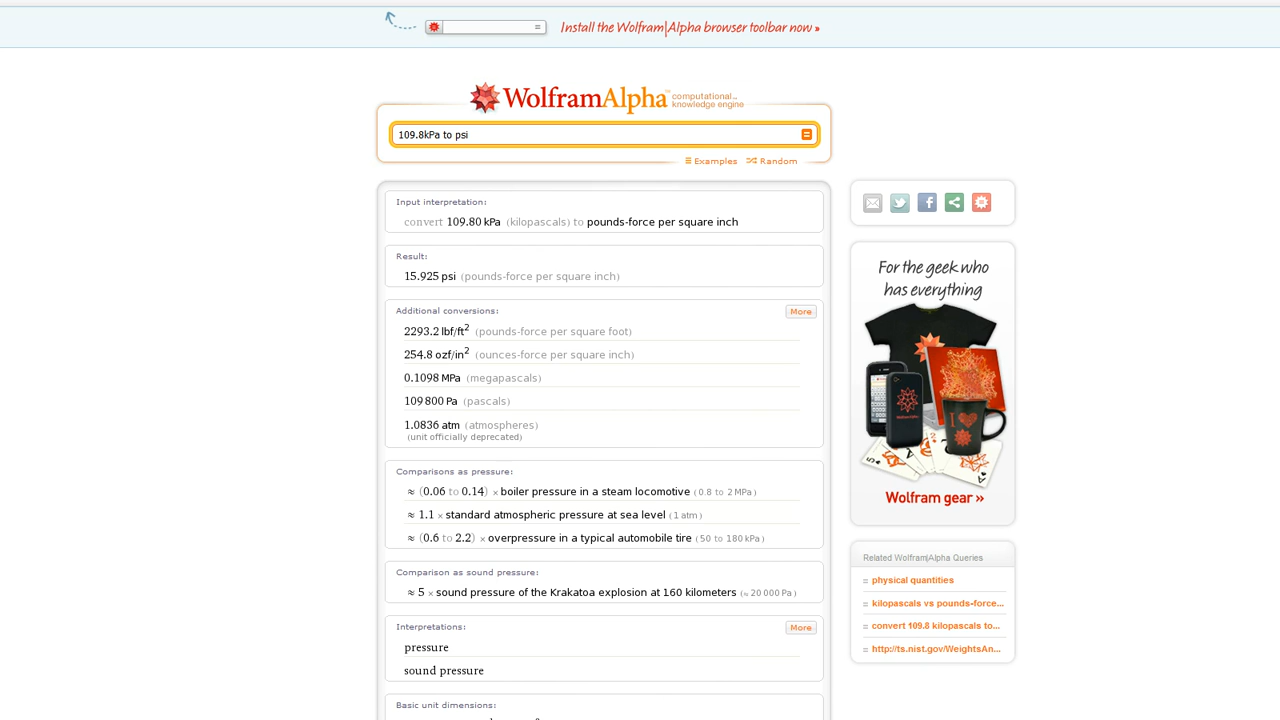 Install the Wolfram|Alpha browser toolbar now »
WolframAlpha™ computational...
knowledge engine
109.8kPa to psi
Examples Random
Input interpretation:
convert 109.80 kPa (kilopascals) to pounds-force per square inch
Result:
15.925 psi (pounds-force per square inch)
Additional conversions:
More
2293.2 lbf/ft² (pounds-force per square foot)
254.8 ozf/in² (ounces-force per square inch)
0.1098 MPa (megapascals)
109 800 Pa (pascals)
1.0836 atm (atmospheres)
(unit officially deprecated)
Comparisons as pressure:
≈ (0.06 to 0.14) × boiler pressure in a steam locomotive (0.8 to 2 MPa)
≈ 1.1 × standard atmospheric pressure at sea level (1 atm)
≈ (0.6 to 2.2) × overpressure in a typical automobile tire (50 to 180 kPa)
Comparison as sound pressure:
≈ 5 × sound pressure of the Krakatoa explosion at 160 kilometers (≈ 20 000 Pa)
Interpretations:
More
pressure
sound pressure
Basic unit dimensions:
For the geek who
has everything
I
Wolfram gear »
Related Wolfram|Alpha Queries
physical quantities
kilopascals vs pounds-force...
convert 109.8 kilopascals to...
http://ts.nist.gov/WeightsAn...